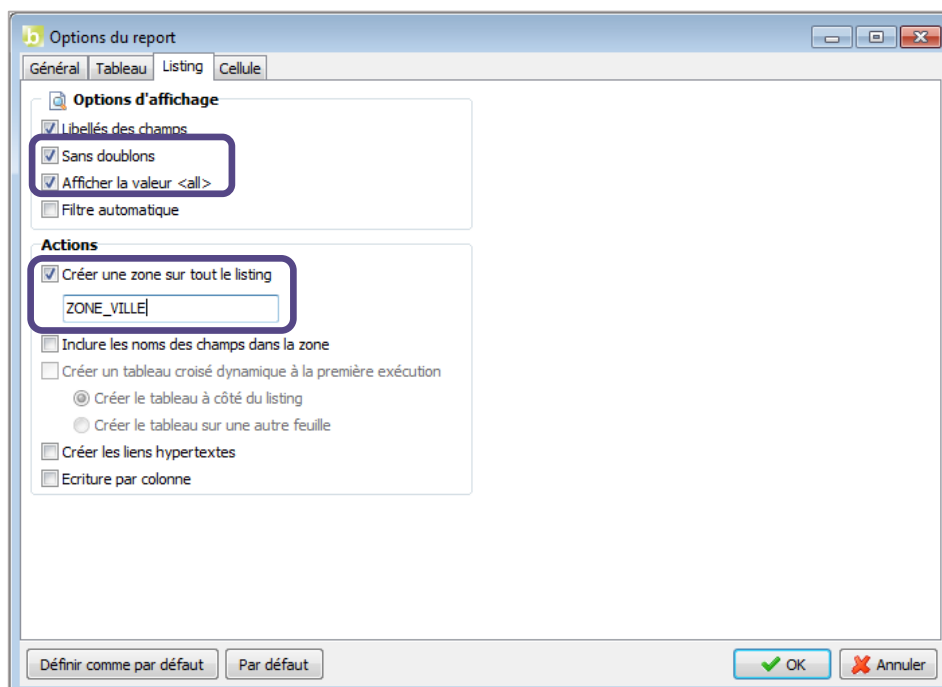 Options du report
Général Tableau Listing Cellule
Options d'affichage
Libellés des champs
Sans doublons
Afficher la valeur <all>
Filtre automatique
Actions
Créer une zone sur tout le listing
ZONE_VILLE
Inclure les noms des champs dans la zone
Créer un tableau croisé dynamique à la première exécution
Créer le tableau à côté du listing
Créer le tableau sur une autre feuille
Créer les liens hypertextes
Ecriture par colonne
Définir comme par défaut Par défaut OK Annuler